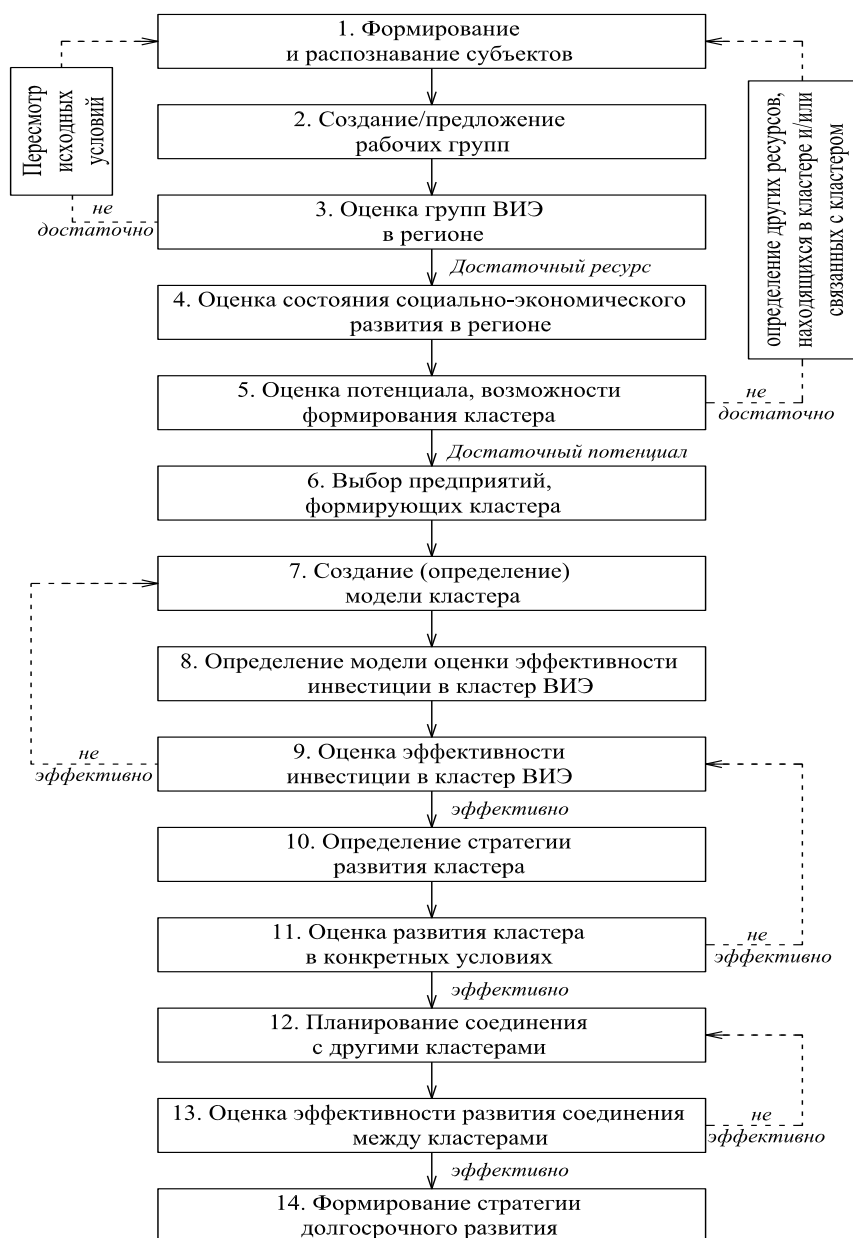 1. Формирование
и распознавание субъектов
Пересмотр
исходных
условий
определение других ресурсов,
находящихся в кластере и/или
связанных с кластером
2. Создание/предложение
рабочих групп
не
достаточно
3. Оценка групп ВИЭ
в регионе
Достаточный ресурс
4. Оценка состояния социально-экономического
развития в регионе
5. Оценка потенциала, возможности
формирования кластера
не
достаточно
Достаточный потенциал
6. Выбор предприятий,
формирующих кластера
7. Создание (определение)
модели кластера
8. Определение модели оценки эффективности
инвестиции в кластер ВИЭ
не
эффективно
9. Оценка эффективности
инвестиции в кластер ВИЭ
эффективно
10. Определение стратегии
развития кластера
11. Оценка развития кластера
в конкретных условиях
не
эффективно
эффективно
12. Планирование соединения
с другими кластерами
13. Оценка эффективности развития соединения
между кластерами
не
эффективно
эффективно
14. Формирование стратегии
долгосрочного развития